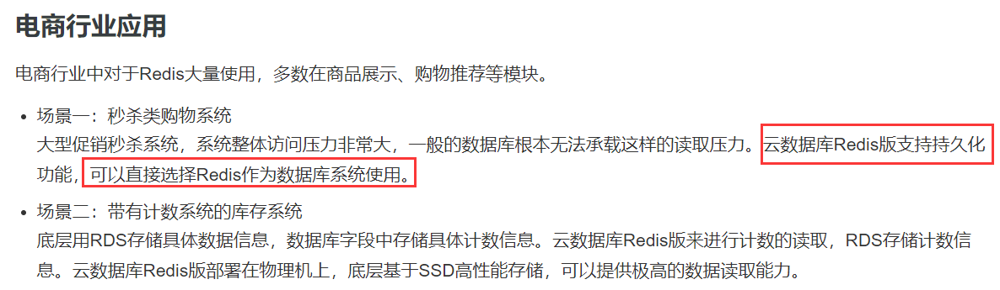 电商行业应用
电商行业中对于Redis大量使用，多数在商品展示、购物推荐等模块。
• 场景一：秒杀类购物系统
大型促销秒杀系统，系统整体访问压力非常大，一般的数据库根本无法承载这样的读取压力。云数据库Redis版支持持久化
功能，可以直接选择Redis作为数据库系统使用。
• 场景二：带有计数系统的库存系统
底层用RDS存储具体数据信息，数据库字段中存储具体计数信息。云数据库Redis版来进行计数的读取，RDS存储计数信
息。云数据库Redis版部署在物理机上，底层基于SSD高性能存储，可以提供极高的数据读取能力。